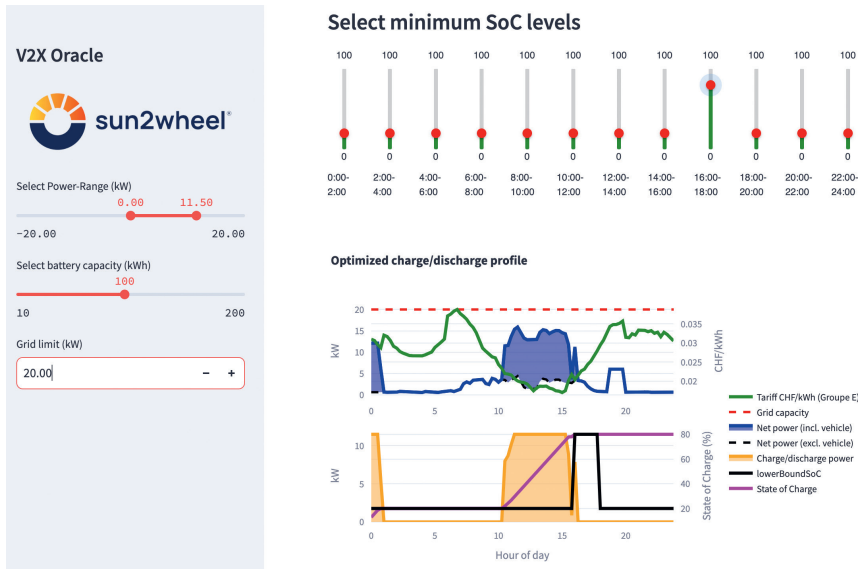 V2X Oracle
sun2wheel®
Select Power-Range (kW)
0.00 11.50
-20.00 20.00
Select battery capacity (kWh)
100
10 200
Grid limit (kW)
20.00 − +
Select minimum SoC levels
100 100 100 100 100 100 100 100 100 100 100 100
0 0 0 0 0 0 0 0 0 0 0 0
0:00- 2:00- 4:00- 6:00- 8:00- 10:00- 12:00- 14:00- 16:00- 18:00- 20:00- 22:00-
2:00 4:00 6:00 8:00 10:00 12:00 14:00 16:00 18:00 20:00 22:00 24:00
Optimized charge/discharge profile
20
15
10
5
0
kW
0.035
0.03
0.025
0.02
CHF/kWh
0 5 10 15 20
10
5
0
kW
80
60
40
20
State of Charge (%)
0 5 10 15 20
Hour of day
Tariff CHF/kWh (Groupe E)
Grid capacity
Net power (incl. vehicle)
Net power (excl. vehicle)
Charge/discharge power
lowerBoundSoC
State of Charge